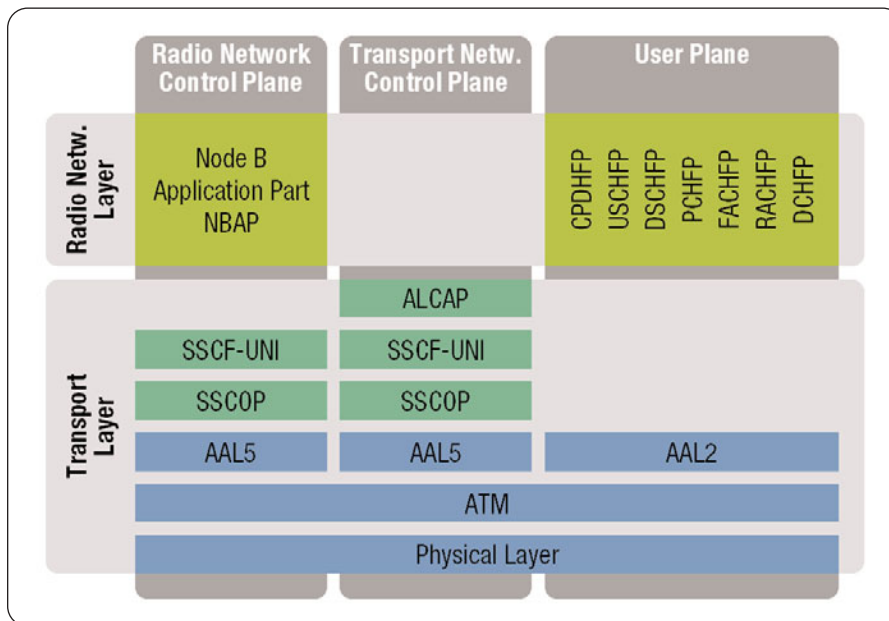 Radio Network
Control Plane
Transport Netw.
Control Plane
User Plane
Radio Netw.
Layer
Node B
Application Part
NBAP
CPDHFP
USCHFP
DSCHFP
PCHFP
FACHFP
RACHFP
DCHFP
Transport
Layer
ALCAP
SSCF-UNI
SSCF-UNI
SSCOP
SSCOP
AAL5
AAL5
AAL2
ATM
Physical Layer